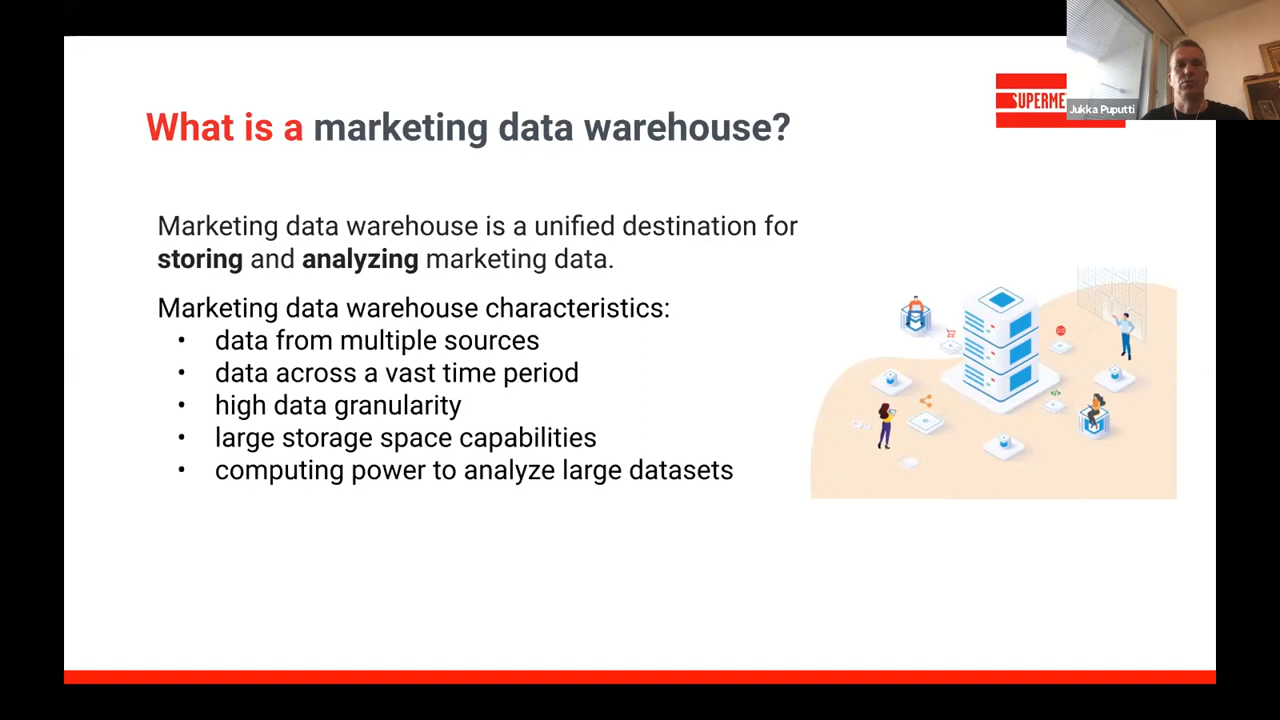 What is a marketing data warehouse?
SUPERME
Jukka Puputti
Marketing data warehouse is a unified destination for
storing and analyzing marketing data.
Marketing data warehouse characteristics:
• data from multiple sources
• data across a vast time period
• high data granularity
• large storage space capabilities
• computing power to analyze large datasets